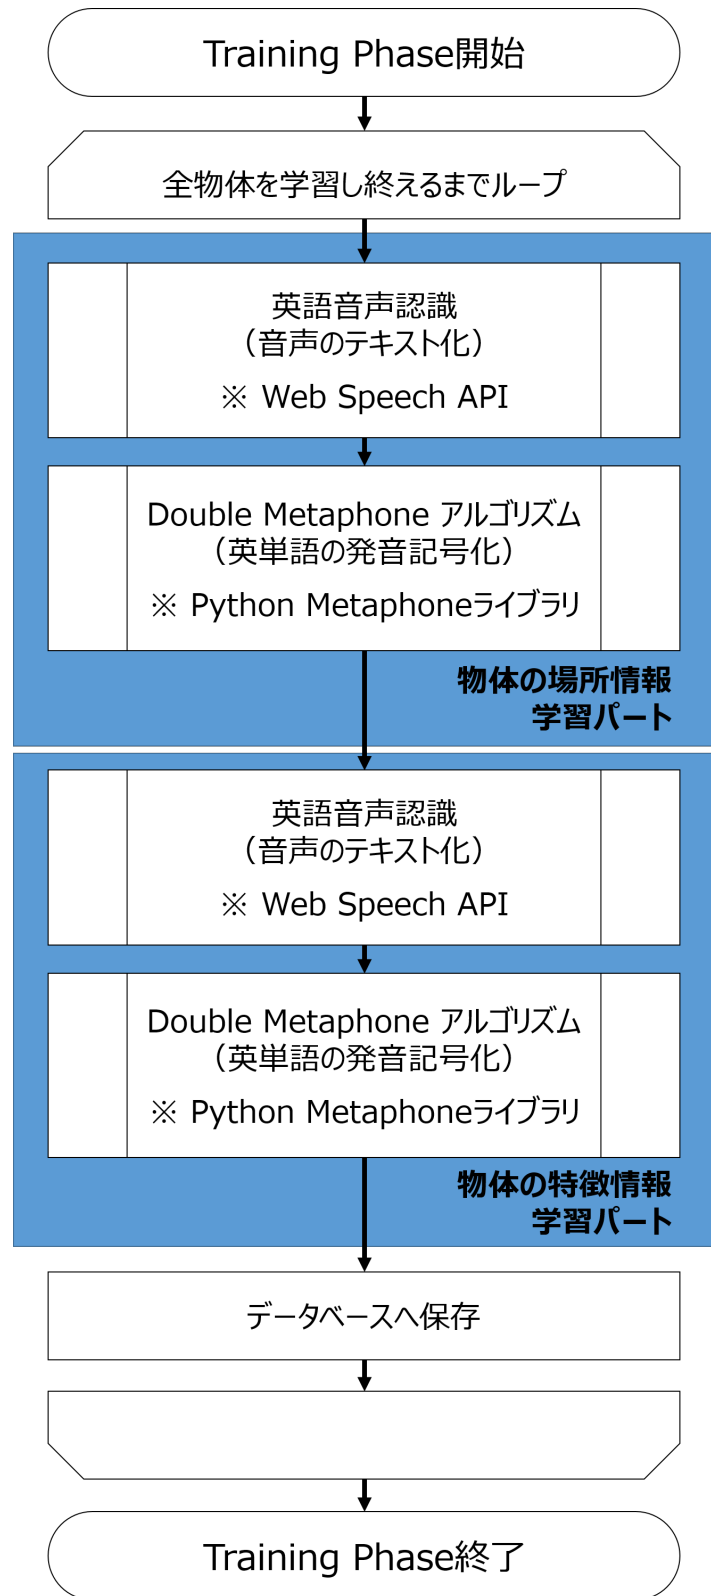 Training Phase開始
全物体を学習し終えるまでループ
英語音声認識
（音声のテキスト化）
※ Web Speech API
Double Metaphone アルゴリズム
（英単語の発音記号化）
※ Python Metaphoneライブラリ
物体の場所情報
学習パート
英語音声認識
（音声のテキスト化）
※ Web Speech API
Double Metaphone アルゴリズム
（英単語の発音記号化）
※ Python Metaphoneライブラリ
物体の特徴情報
学習パート
データベースへ保存
Training Phase終了